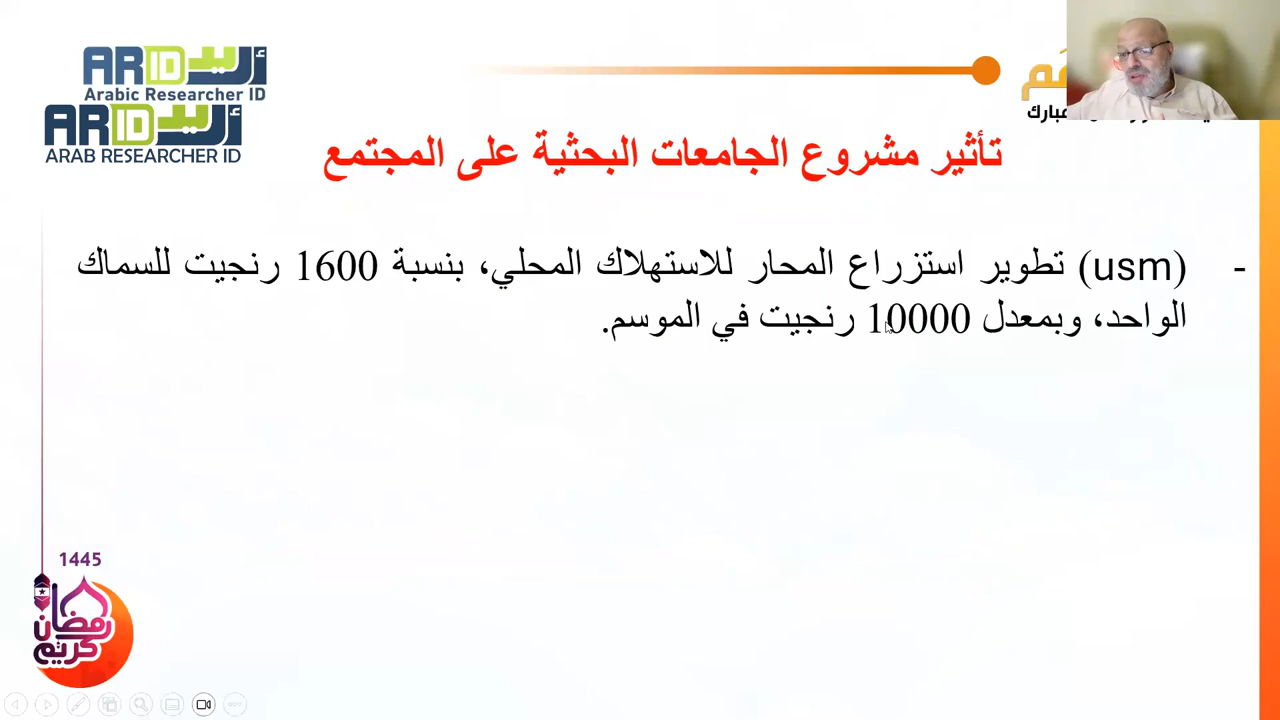 ARID أريد
Arabic Researcher ID
ARID أريد
ARAB RESEARCHER ID
تأثير مشروع الجامعات البحثية على المجتمع
- (usm) تطوير استزراع المحار للاستهلاك المحلي، بنسبة 1600 رنجيت للسماك
الواحد، وبمعدل 10000 رنجيت في الموسم.
1445
رمضان
كريم